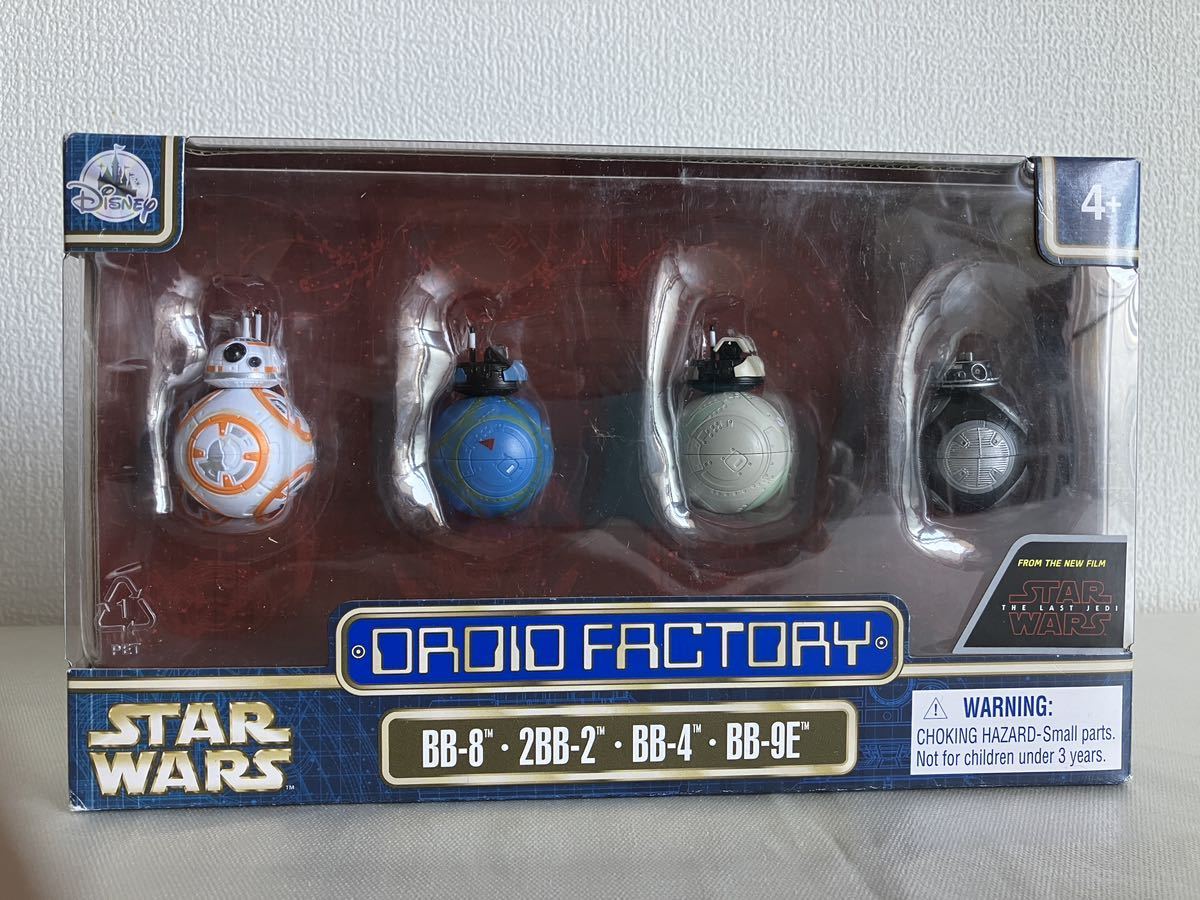 Disney
4+
1
PET
FROM THE NEW FILM
STAR
THE LAST JEDI
WARS
DROID FACTORY
STAR
WARS™
BB-8™ · 2BB-2™ · BB-4™ · BB-9E™
WARNING:
CHOKING HAZARD-Small parts.
Not for children under 3 years.